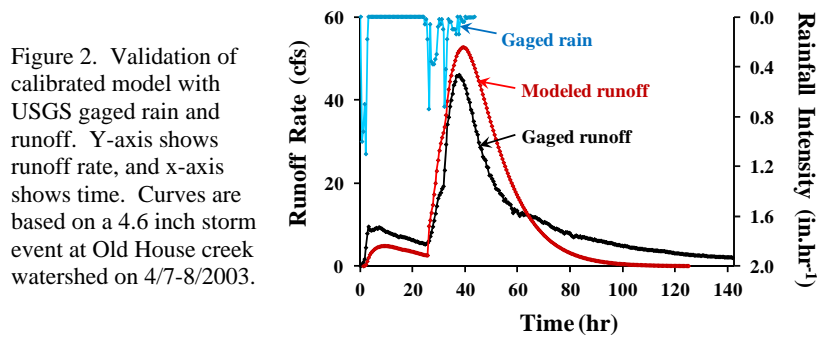 Figure 2.  Validation of
calibrated model with
USGS gaged rain and
runoff.  Y-axis shows
runoff rate, and x-axis
shows time.  Curves are
based on a 4.6 inch storm
event at Old House creek
watershed on 4/7-8/2003.
Runoff Rate (cfs)
60
40
20
0
Gaged rain
Modeled runoff
Gaged runoff
0.0
0.4
0.8
1.2
1.6
2.0
Rainfall Intensity (in.hr-1)
0 20 40 60 80 100 120 140
Time (hr)